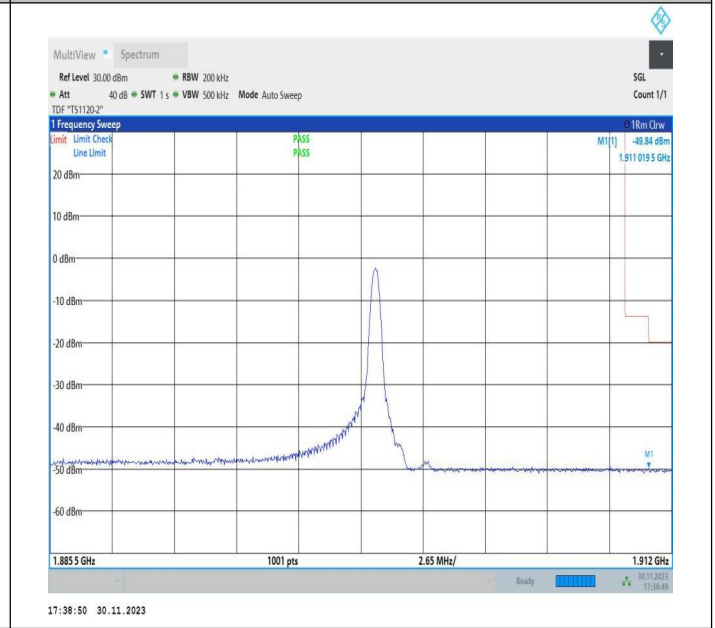 R&S
MultiView Spectrum
Ref Level 30.00 dBm RBW 200 kHz SGL
Att 40 dB SWT 1 s VBW 500 kHz Mode Auto Sweep Count 1/1
TDF "TS1120-2"
1 Frequency Sweep 1Rm Clrw
Limit Limit Check PASS M1[1] -49.84 dBm
Line Limit PASS 1.911 019 5 GHz
20 dBm
10 dBm
0 dBm
-10 dBm
-20 dBm
-30 dBm
-40 dBm
M1
-50 dBm
-60 dBm
1.885 5 GHz 1001 pts 2.65 MHz/ 1.912 GHz
Ready 30.11.2023
17:38:49
17:38:50 30.11.2023